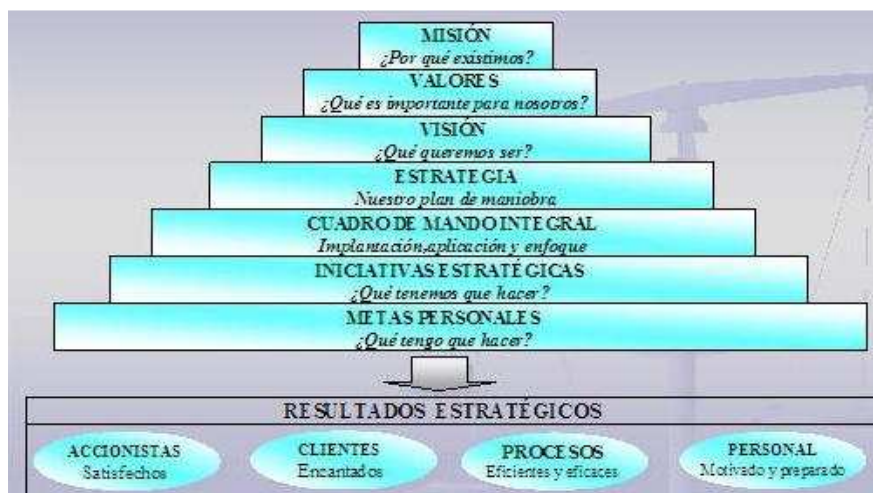 MISIÓN
¿Por qué existimos?
VALORES
¿Qué es importante para nosotros?
VISIÓN
¿Qué queremos ser?
ESTRATEGIA
Nuestro plan de maniobra
CUADRO DE MANDO INTEGRAL
Implantación,aplicación y enfoque
INICIATIVAS ESTRATÉGICAS
¿Qué tenemos que hacer?
METAS PERSONALES
¿Qué tengo que hacer?
RESULTADOS ESTRATÉGICOS
ACCIONISTAS
Satisfechos
CLIENTES
Encantados
PROCESOS
Eficientes y eficaces
PERSONAL
Motivado y preparado